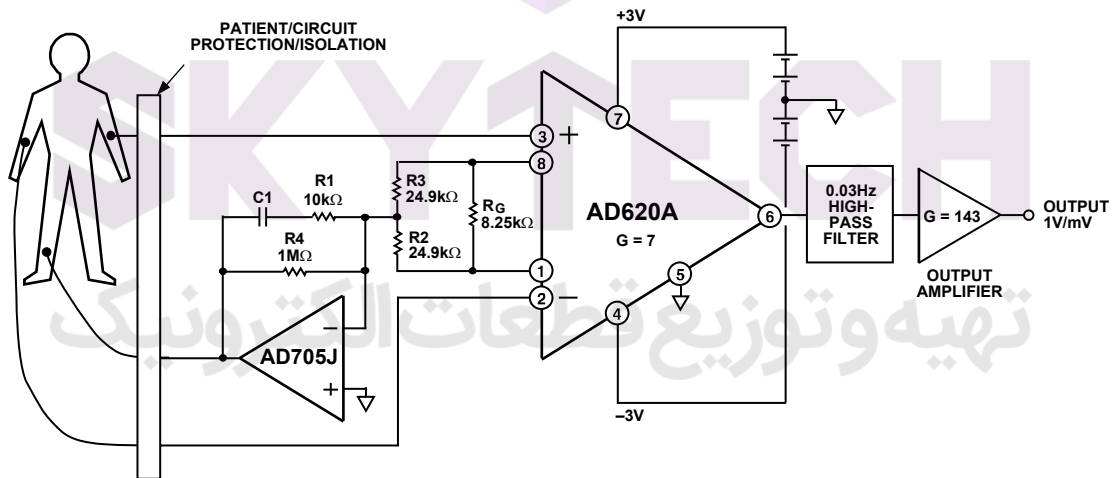 SKYTECH
PATIENT/CIRCUIT
PROTECTION/ISOLATION
+3V
3
+
8
7
C1
R1
10kΩ
R3
24.9kΩ
RG
8.25kΩ
R4
1MΩ
R2
24.9kΩ
AD620A
G = 7
6
0.03Hz
HIGH-
PASS
FILTER
G = 143
OUTPUT
1V/mV
1
2
–
5
4
OUTPUT
AMPLIFIER
AD705J
–
+
–3V
تهیه و توزیع قطعات الکترونیک